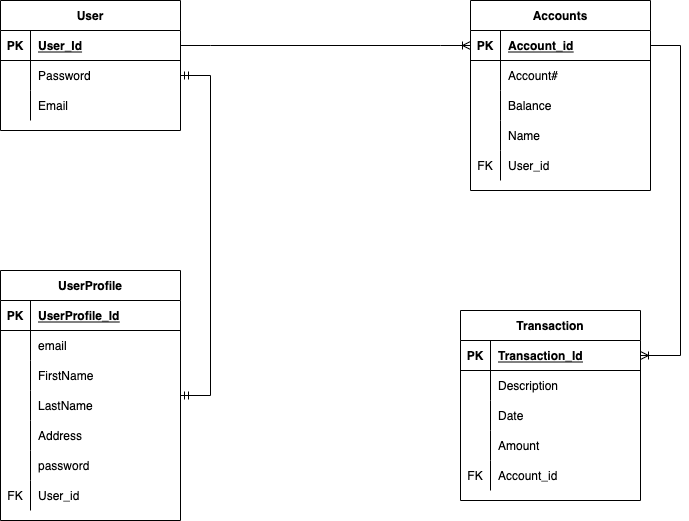 User
PK User_Id
Password
Email
Accounts
PK Account_id
Account#
Balance
Name
FK User_id
UserProfile
PK UserProfile_Id
email
FirstName
LastName
Address
password
FK User_id
Transaction
PK Transaction_Id
Description
Date
Amount
FK Account_id